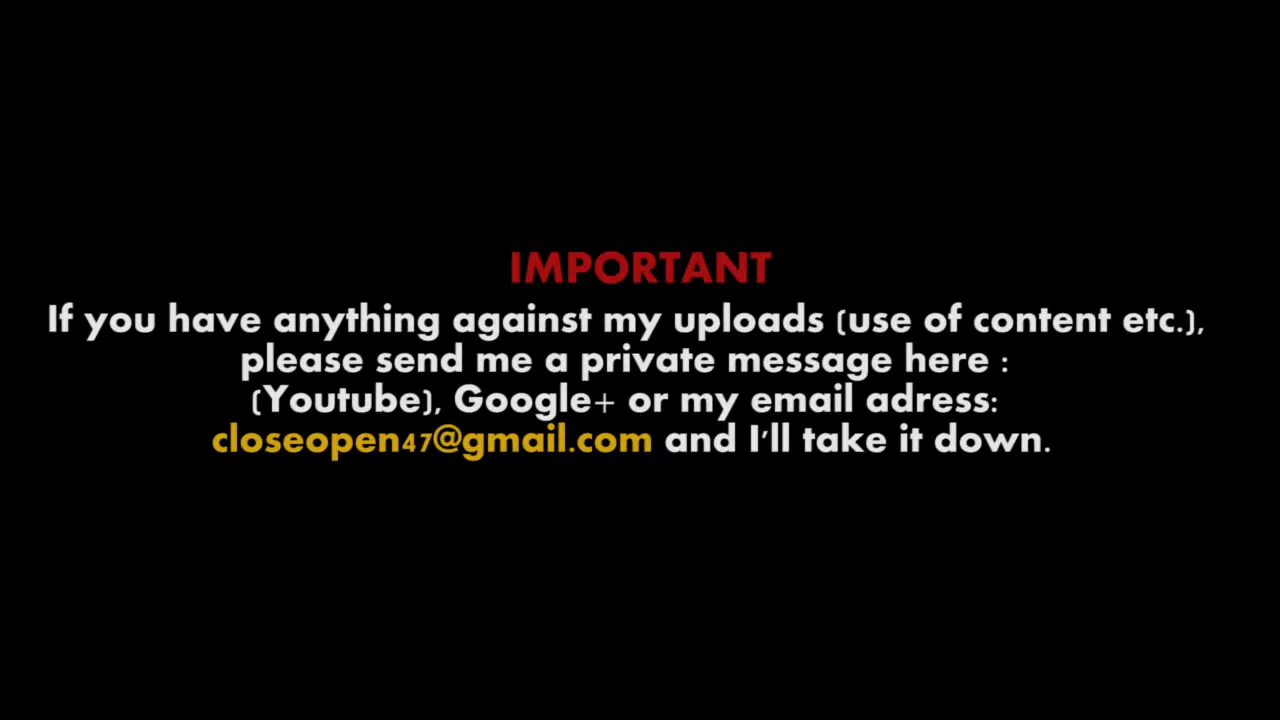 IMPORTANT
If you have anything against my uploads (use of content etc.),
please send me a private message here :
(Youtube), Google+ or my email adress:
closeopen47@gmail.com and I'll take it down.